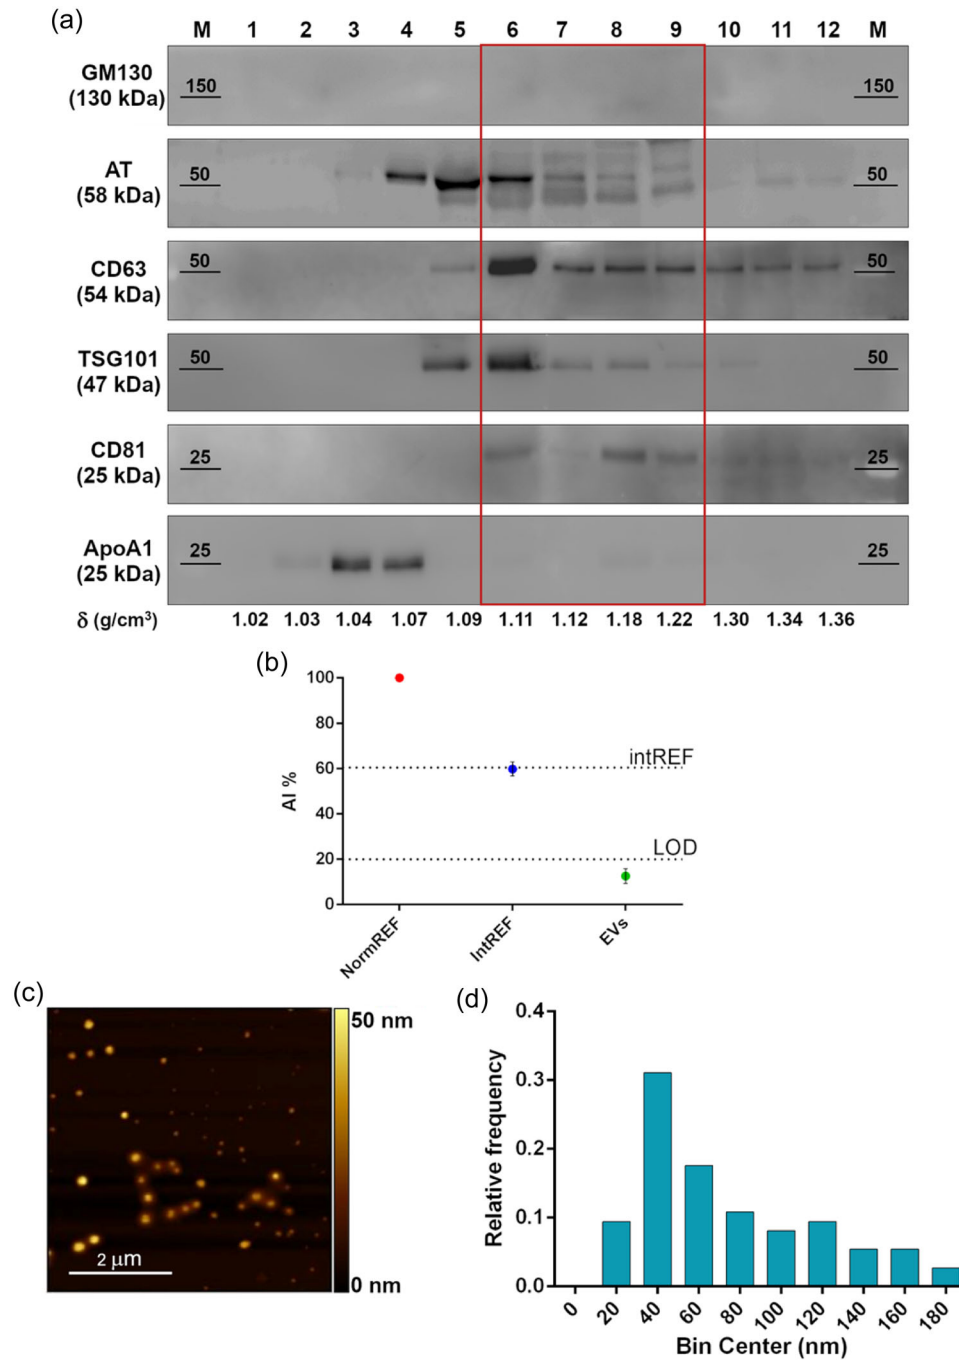 (a)
M 1 2 3 4 5 6 7 8 9 10 11 12 M
GM130
(130 kDa)
150 150
AT
(58 kDa)
50 50
CD63
(54 kDa)
50 50
TSG101
(47 kDa)
50 50
CD81
(25 kDa)
25 25
ApoA1
(25 kDa)
25 25
δ (g/cm³) 1.02 1.03 1.04 1.07 1.09 1.11 1.12 1.18 1.22 1.30 1.34 1.36
(b)
AI %
100
80
60
40
20
0
intREF
LOD
NormREF IntREF EVs
(c)
50 nm
0 nm
2 μm
(d)
Relative frequency
0.4
0.3
0.2
0.1
0.0
0 20 40 60 80 100 120 140 160 180
Bin Center (nm)